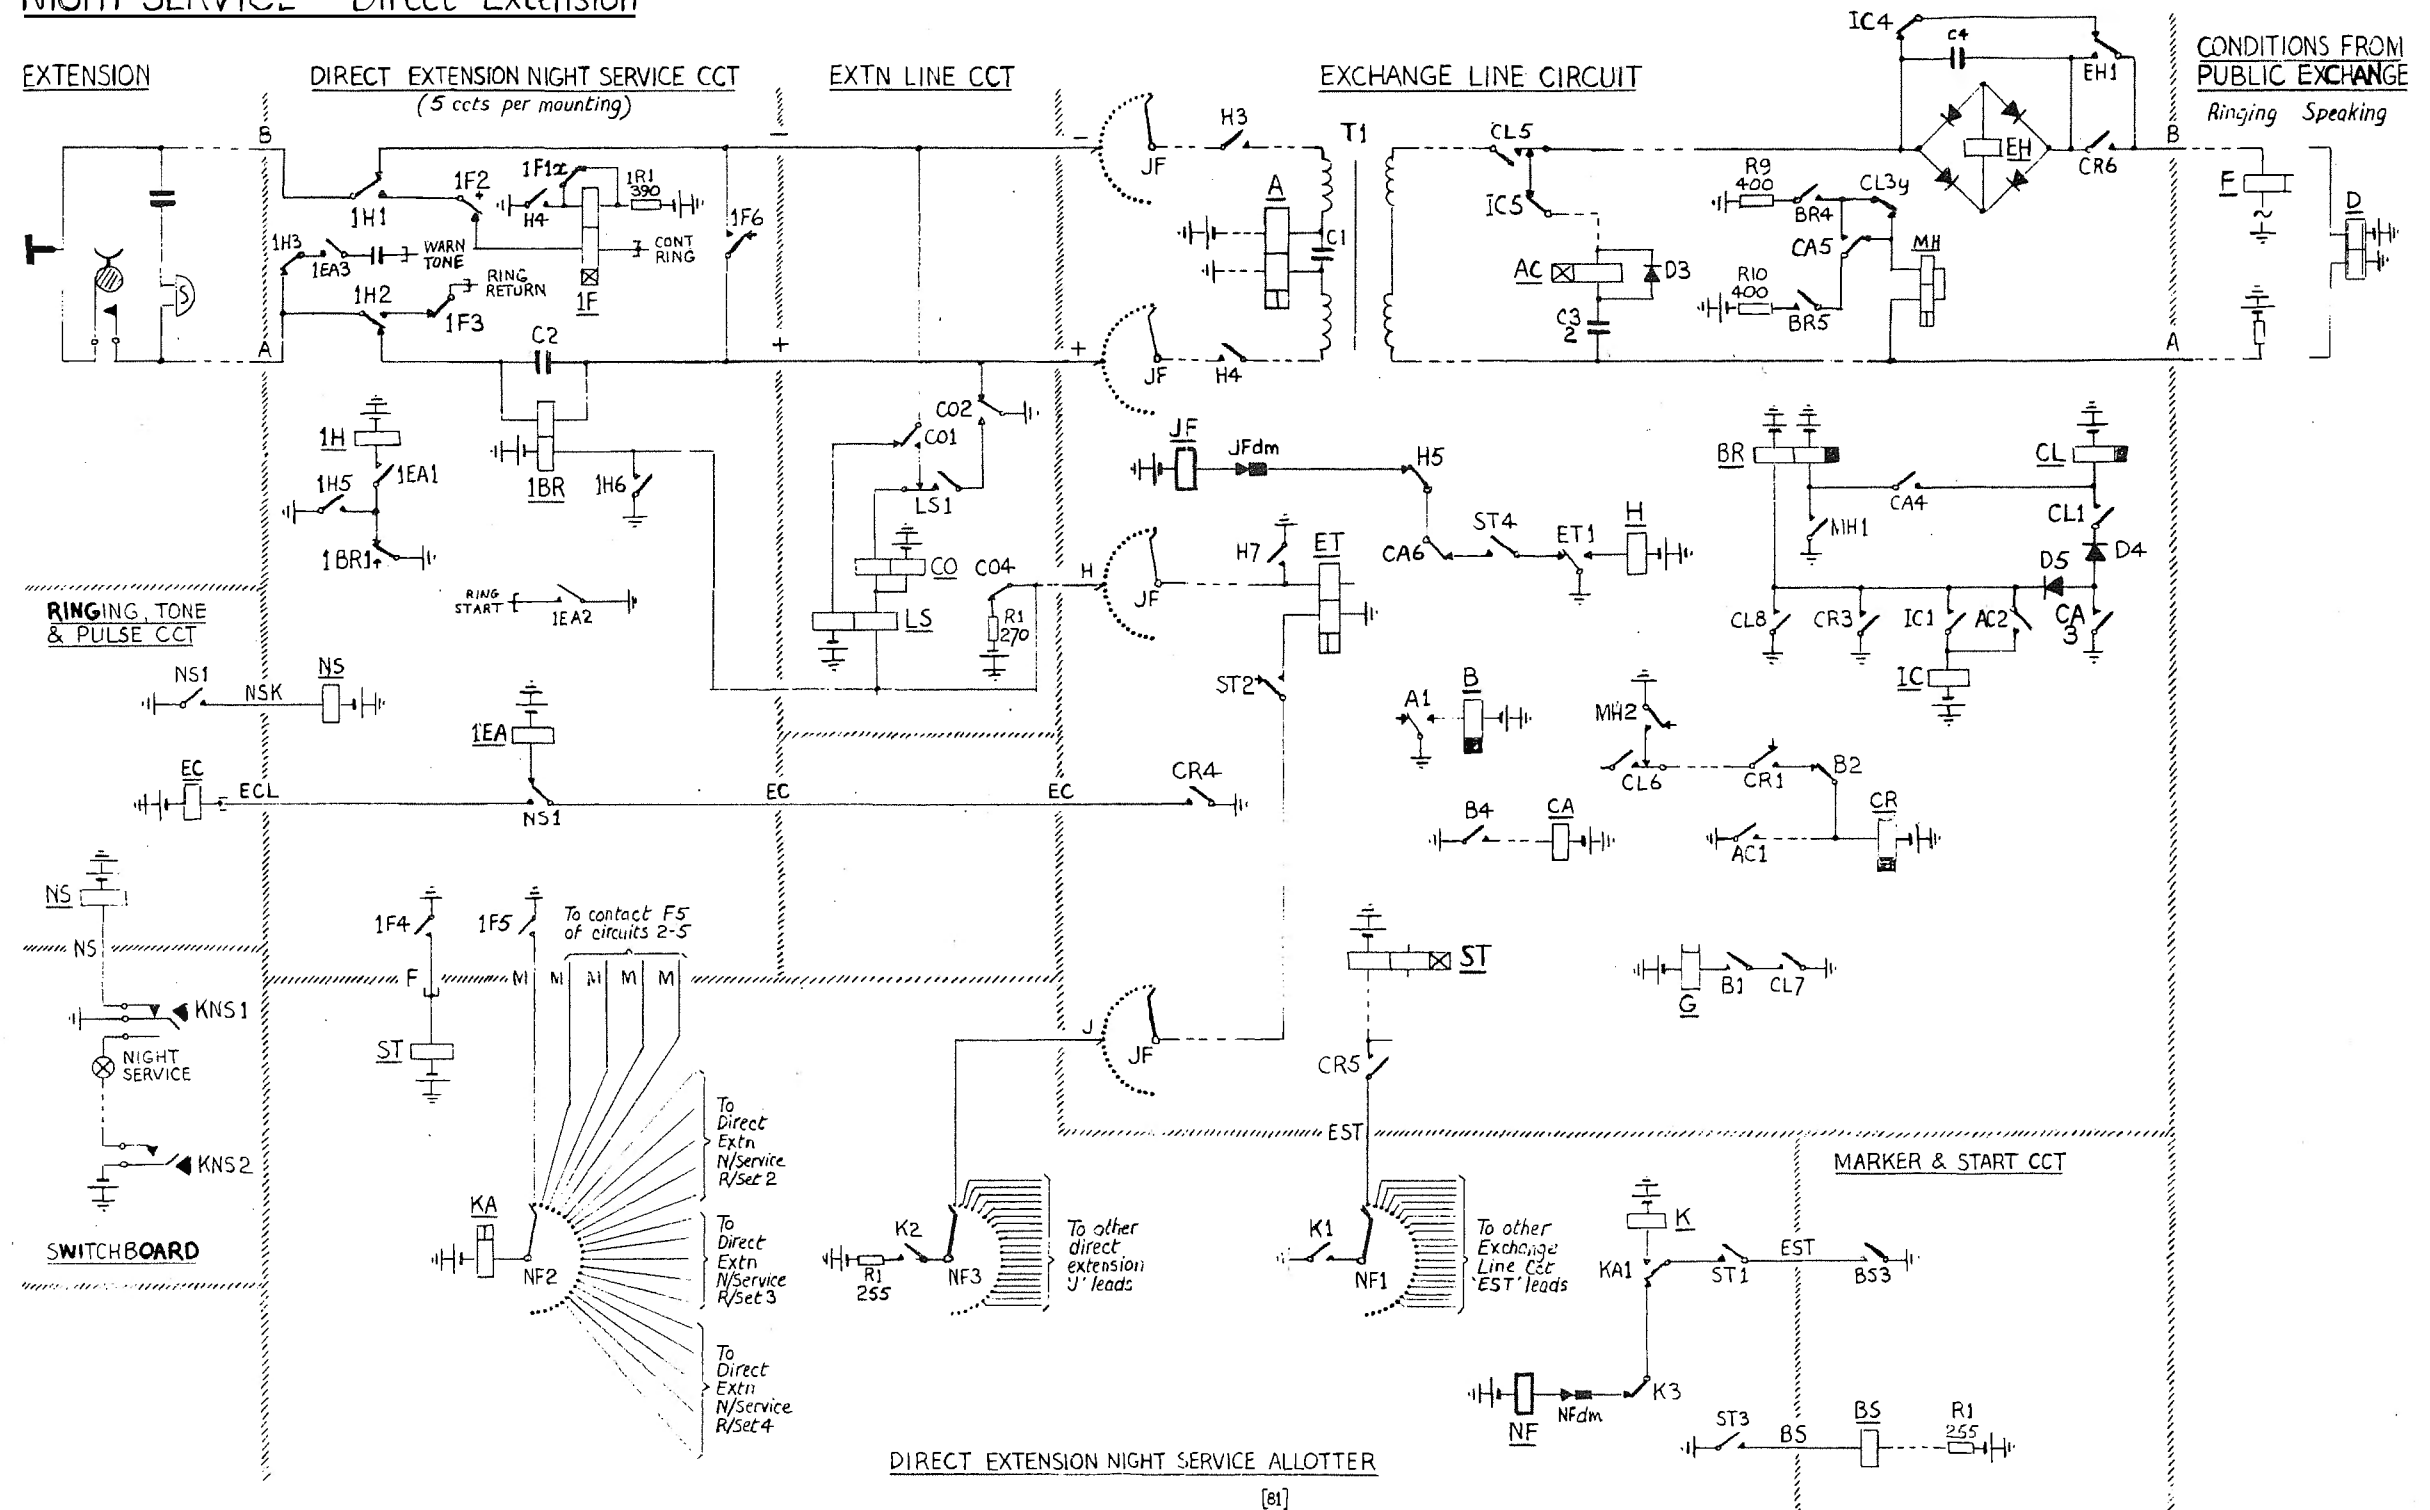 NIGHT SERVICE - Direct Extension
EXTENSION
DIRECT EXTENSION NIGHT SERVICE CCT
(5 ccts per mounting)
EXTN LINE CCT
EXCHANGE LINE CIRCUIT
CONDITIONS FROM
PUBLIC EXCHANGE
Ringing Speaking
IC4
C4
EH1
EH
CR6
B
B
F
D
1H1
1F2
1F1x
H4
1R1
390
1F
CONT
RING
1F6
1H3
1EA3
WARN
TONE
RING
RETURN
1H2
1F3
S
A
C2
-
+
-
+
JF
H3
T1
A
C1
JF
H4
CL5
IC5
AC
D3
C3
2
R9
400
BR4
CL3y
CA5
R10
400
BR5
MH
A
1H
1EA1
1H5
1BR1
1BR
1H6
CO2
CO1
LS1
CO
LS
CO4
R1
270
H
JF
JF
JFdm
H5
H7
ET
CA6
ST4
ET1
H
BR
CL
CA4
MH1
CL1
D4
D5
CL8
CR3
IC1
AC2
CA
3
IC
RING
START
1EA2
RINGING, TONE
& PULSE CCT
NS1
NSK
NS
1EA
EC
ECL
NS1
EC
EC
CR4
ST2
A1
B
MH2
CL6
CR1
B2
B4
CA
AC1
CR
NS
NS
KNS1
NIGHT
SERVICE
KNS2
SWITCHBOARD
1F4
1F5
To contact F5
of circuits 2-5
F
M
M
M
M
M
ST
J
JF
ST
CR5
G
B1
CL7
To
Direct
Extn
N/Service
R/Set 2
To
Direct
Extn
N/Service
R/Set 3
To
Direct
Extn
N/Service
R/Set 4
KA
NF2
K2
R1
255
NF3
To other
direct
extension
'J' leads
EST
K1
NF1
To other
Exchange
Line Cct
'EST' leads
MARKER & START CCT
K
KA1
ST1
EST
BS3
K3
NF
NFdm
ST3
BS
BS
R1
255
DIRECT EXTENSION NIGHT SERVICE ALLOTTER
[81]